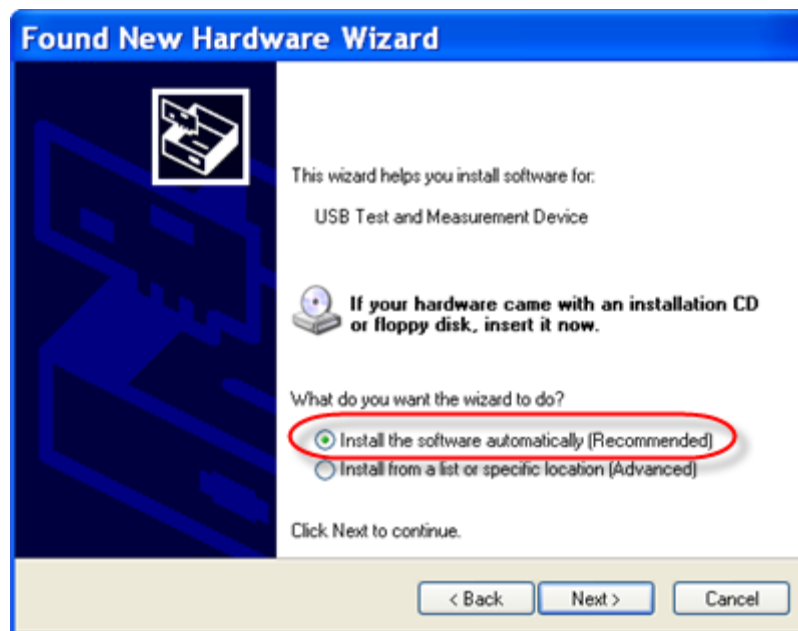 Found New Hardware Wizard
This wizard helps you install software for:
USB Test and Measurement Device
If your hardware came with an installation CD
or floppy disk, insert it now.
What do you want the wizard to do?
Install the software automatically (Recommended)
Install from a list or specific location (Advanced)
Click Next to continue.
< Back
Next >
Cancel